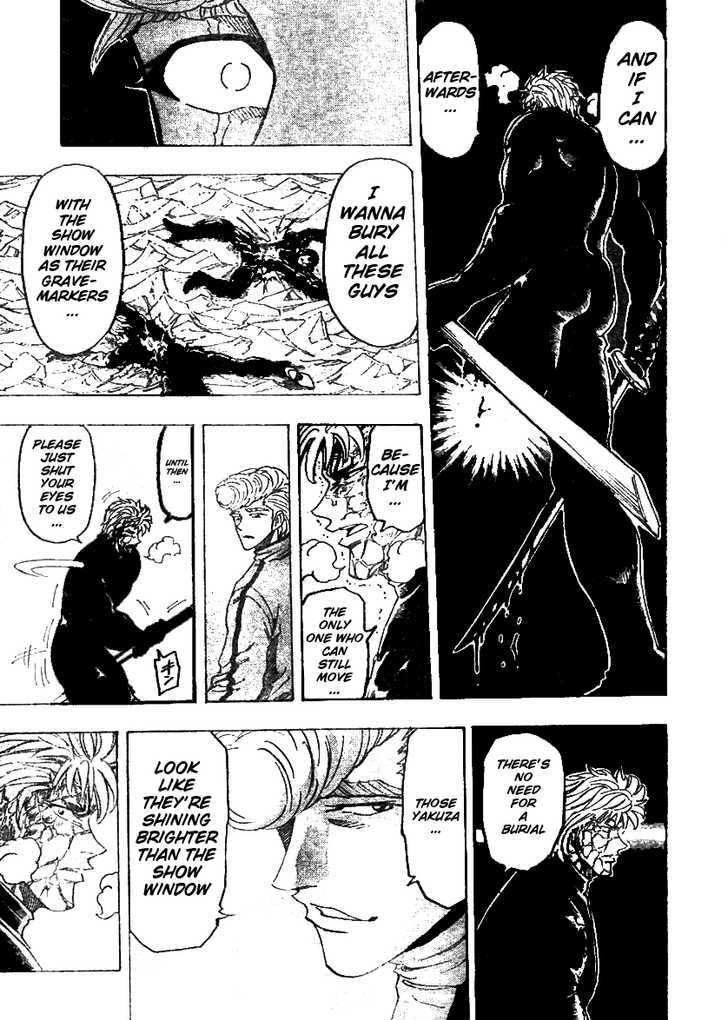 AND
IF
I
CAN
...
AFTER-
WARDS
...
I
WANNA
BURY
ALL
THESE
GUYS
WITH
THE
SHOW
WINDOW
AS THEIR
GRAVE-
MARKERS
...
BE-
CAUSE
I'M...
THE
ONLY
ONE WHO
CAN
STILL
MOVE
...
UNTIL
THEN ...
PLEASE
JUST
SHUT
YOUR
EYES
TO US
...
キン
THERE'S
NO
NEED
FOR
A
BURIAL
THOSE
YAKUZA
...
LOOK
LIKE
THEY'RE
SHINING
BRIGHTER
THAN THE
SHOW
WINDOW